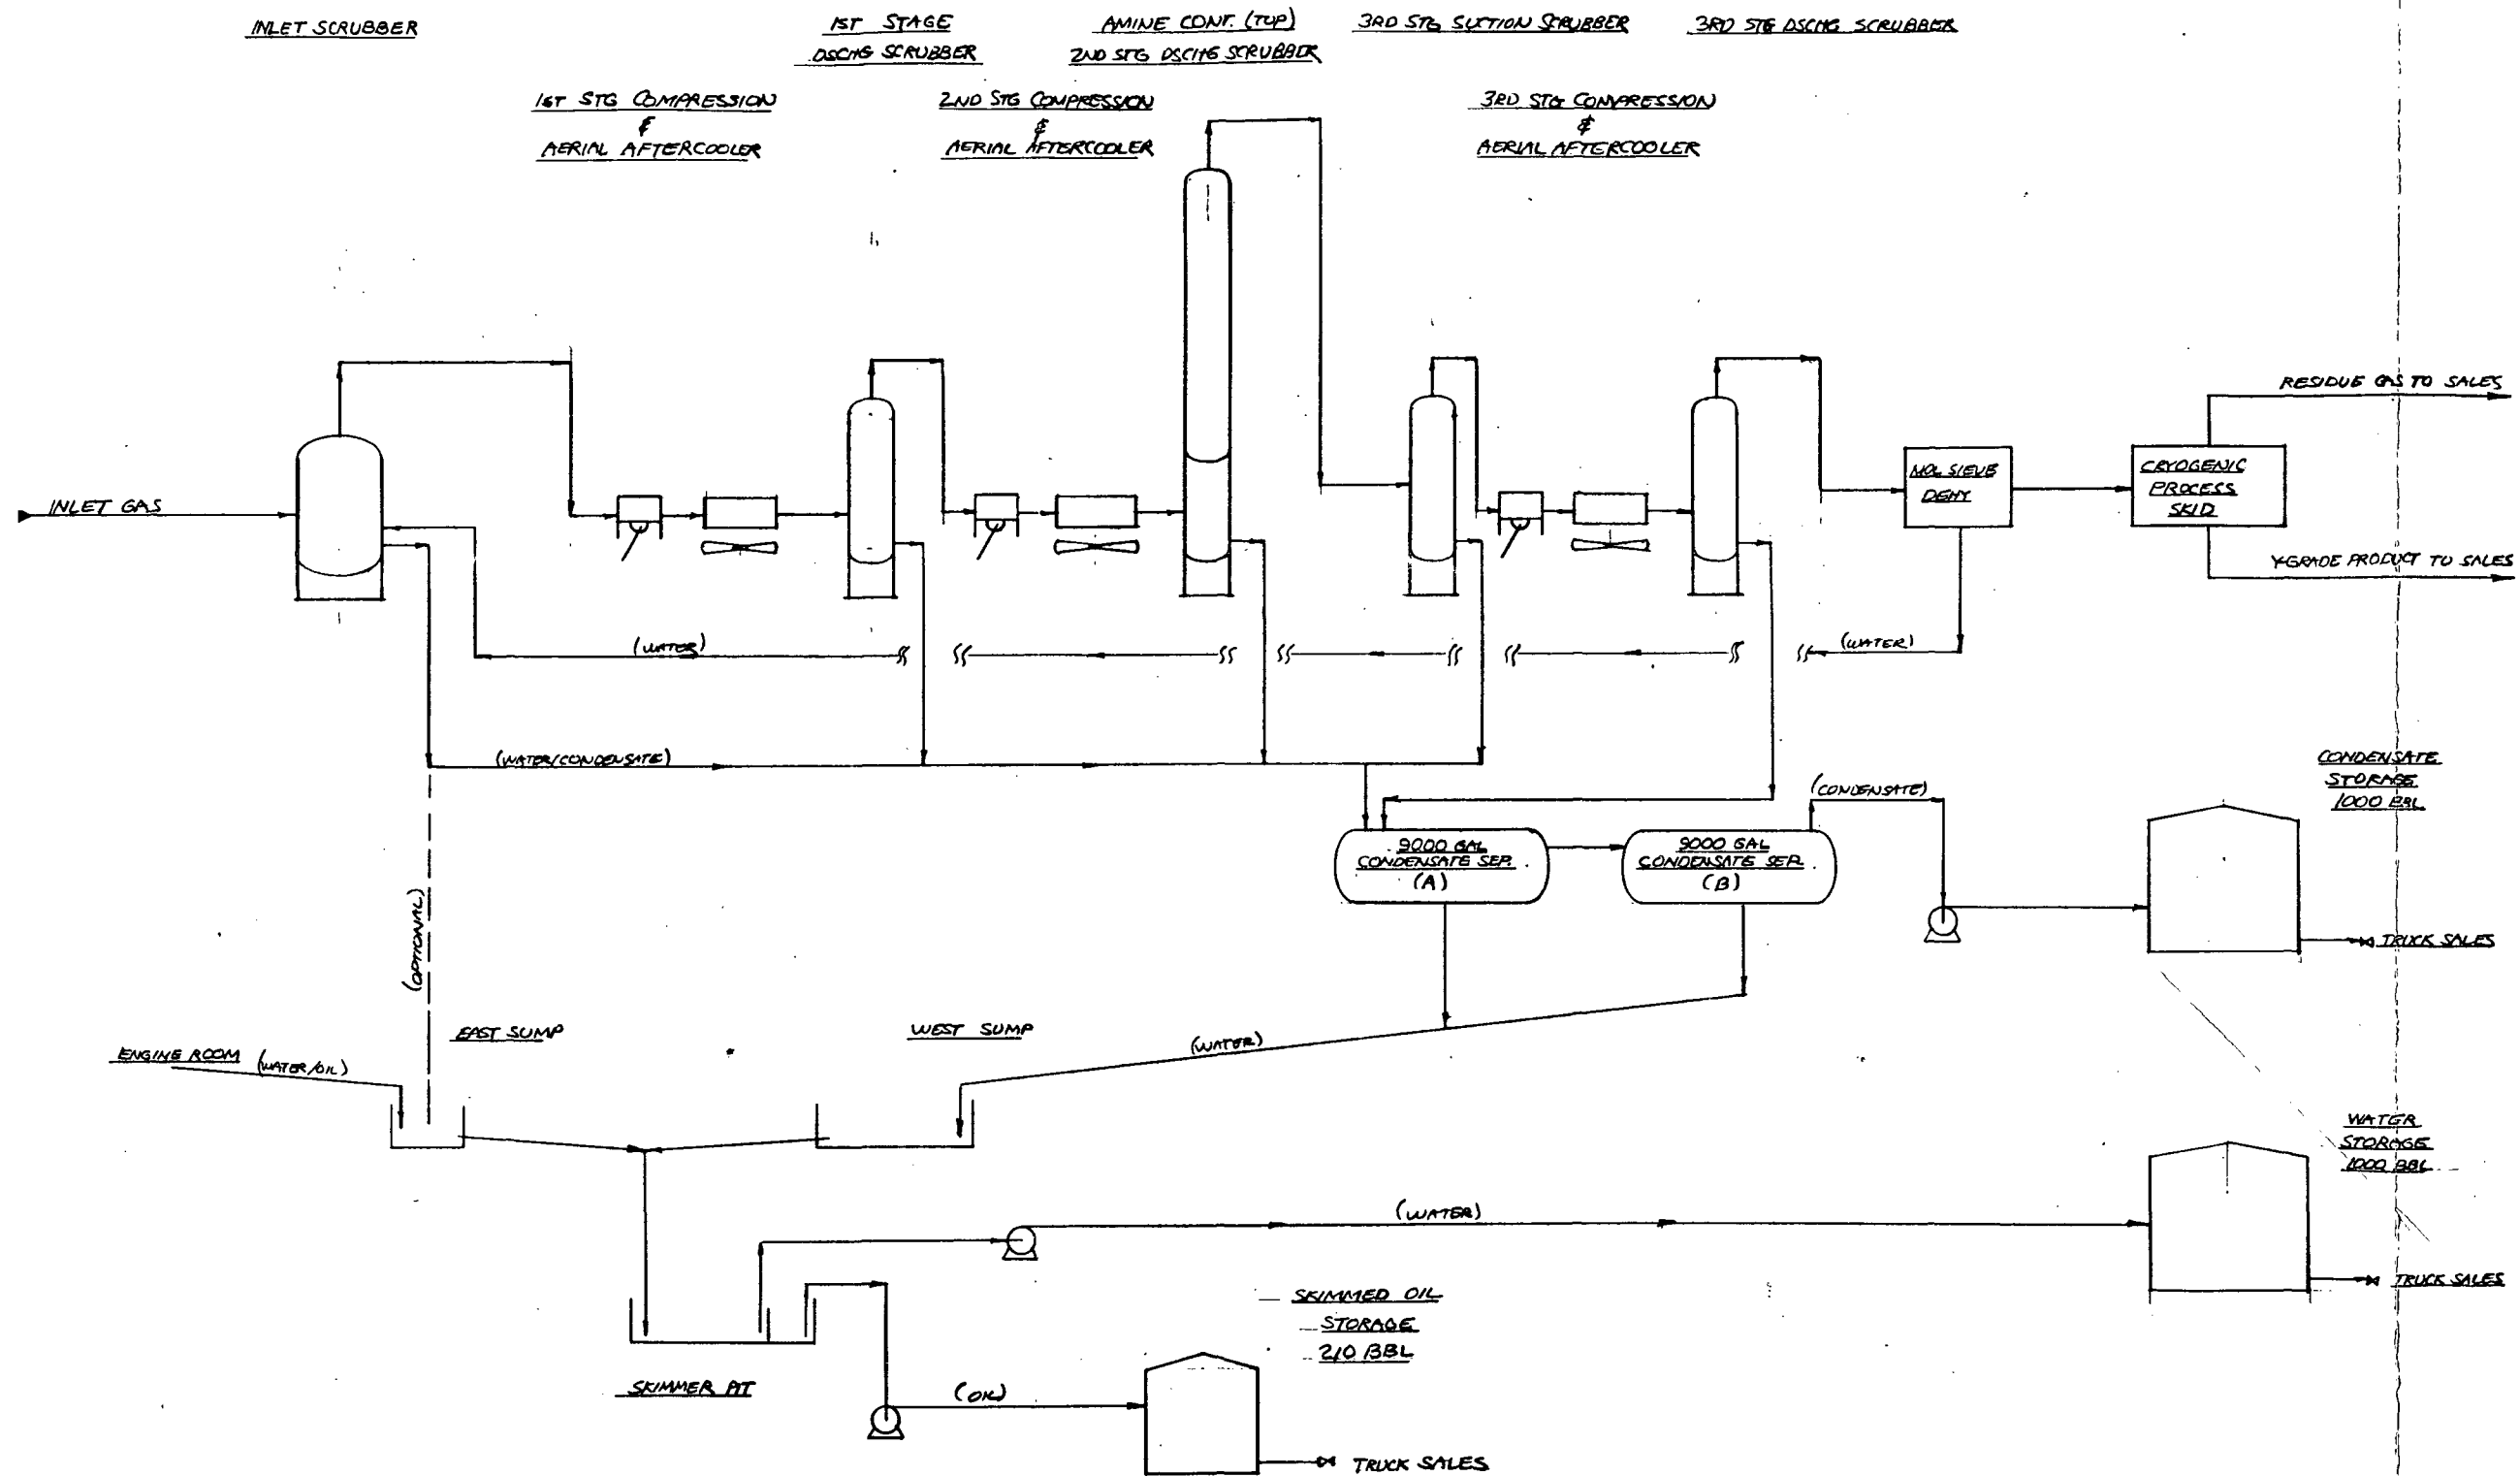 INLET SCRUBBER
1ST STAGE
DSCHG SCRUBBER
AMINE CONT. (TOP)
2ND STG DSCHG SCRUBBER
3RD STG SUCTION SCRUBBER
3RD STG DSCHG SCRUBBER
1ST STG COMPRESSION
&
AERIAL AFTERCOOLER
2ND STG COMPRESSION
&
AERIAL AFTERCOOLER
3RD STG COMPRESSION
&
AERIAL AFTERCOOLER
RESIDUE GAS TO SALES
INLET GAS
MOL SIEVE
DEHY
CRYOGENIC
PROCESS
SKID
Y-GRADE PRODUCT TO SALES
(WATER)
(WATER)
(WATER/CONDENSATE)
(CONDENSATE)
CONDENSATE
STORAGE
1000 BBL
9000 GAL
CONDENSATE SEP.
(A)
9000 GAL
CONDENSATE SEP.
(B)
TRUCK SALES
(OPTIONAL)
EAST SUMP
WEST SUMP
ENGINE ROOM (WATER/OIL)
(WATER)
WATER
STORAGE
1000 BBL
(WATER)
TRUCK SALES
SKIMMED OIL
STORAGE
210 BBL
SKIMMER PIT
(OIL)
TRUCK SALES